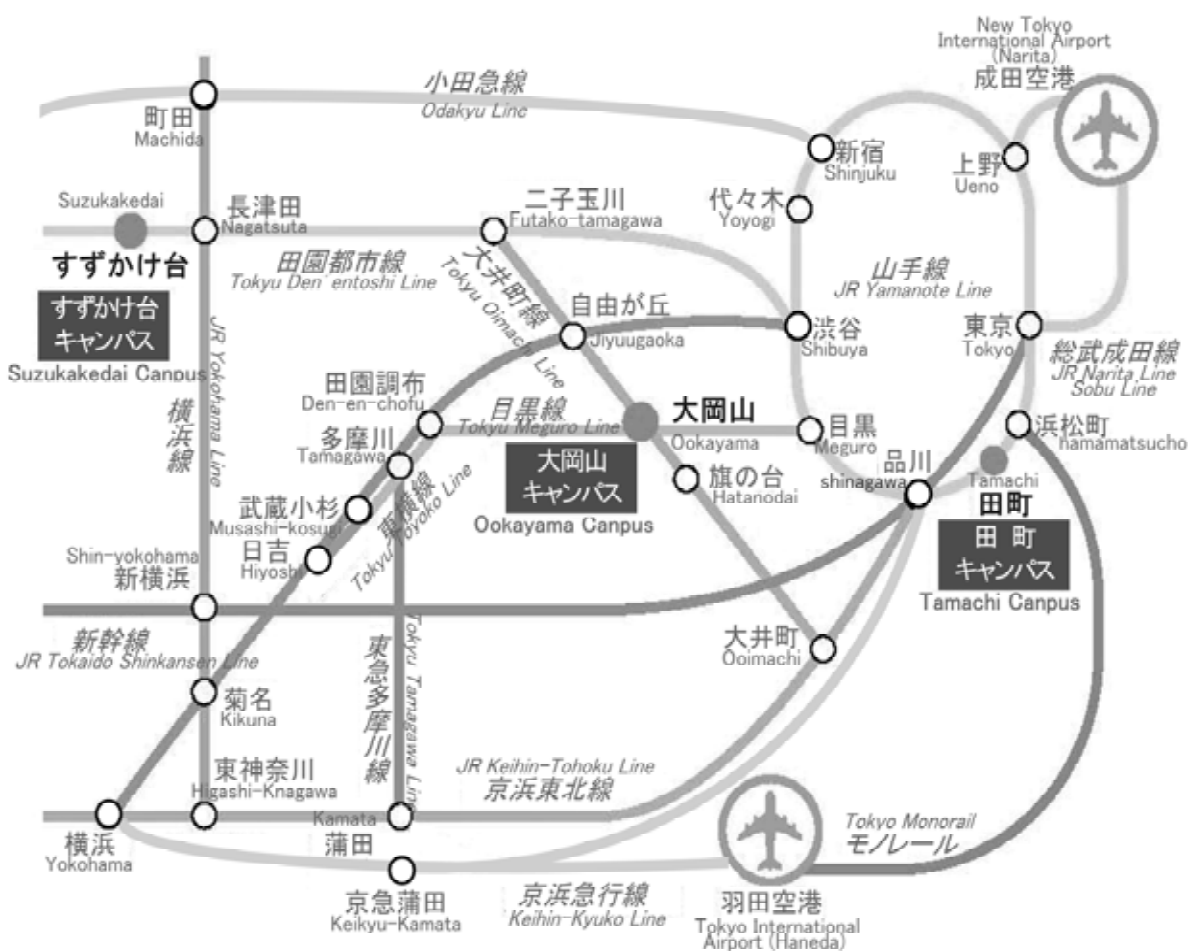 New Tokyo
International Airport
(Narita)
成田空港
小田急線
Odakyu Line
町田
Machida
新宿
Shinjuku
上野
Ueno
代々木
Yoyogi
Suzukakedai
すずかけ台
長津田
Nagatsuta
二子玉川
Futako-tamagawa
田園都市線
Tokyu Den'entoshi Line
大井町線
Tokyu Oimachi Line
山手線
JR Yamanote Line
すずかけ台
キャンパス
Suzukakedai Canpus
自由が丘
Jiyuugaoka
渋谷
Shibuya
東京
Tokyo
総武成田線
JR Narita Line
Sobu Line
横浜線
JR Yokohama Line
田園調布
Den-en-chofu
目黒線
Tokyu Meguro Line
大岡山
Ookayama
目黒
Meguro
浜松町
hamamatsucho
多摩川
Tamagawa
大岡山
キャンパス
Ookayama Canpus
旗の台
Hatanodai
品川
shinagawa
Tamachi
田町
田 町
キャンパス
Tamachi Canpus
武蔵小杉
Musashi-kosugi
東横線
Tokyu Toyoko Line
日吉
Hiyoshi
Shin-yokohama
新横浜
新幹線
JR Tokaido Shinkansen Line
大井町
Ooimachi
菊名
Kikuna
東急多摩川線
Tokyu Tamagawa Line
東神奈川
Higashi-Knagawa
JR Keihin-Tohoku Line
京浜東北線
Kamata
蒲田
横浜
Yokohama
京急蒲田
Keikyu-Kamata
京浜急行線
Keihin-Kyuko Line
Tokyo Monorail
モノレール
羽田空港
Tokyo International
Airport (Haneda)